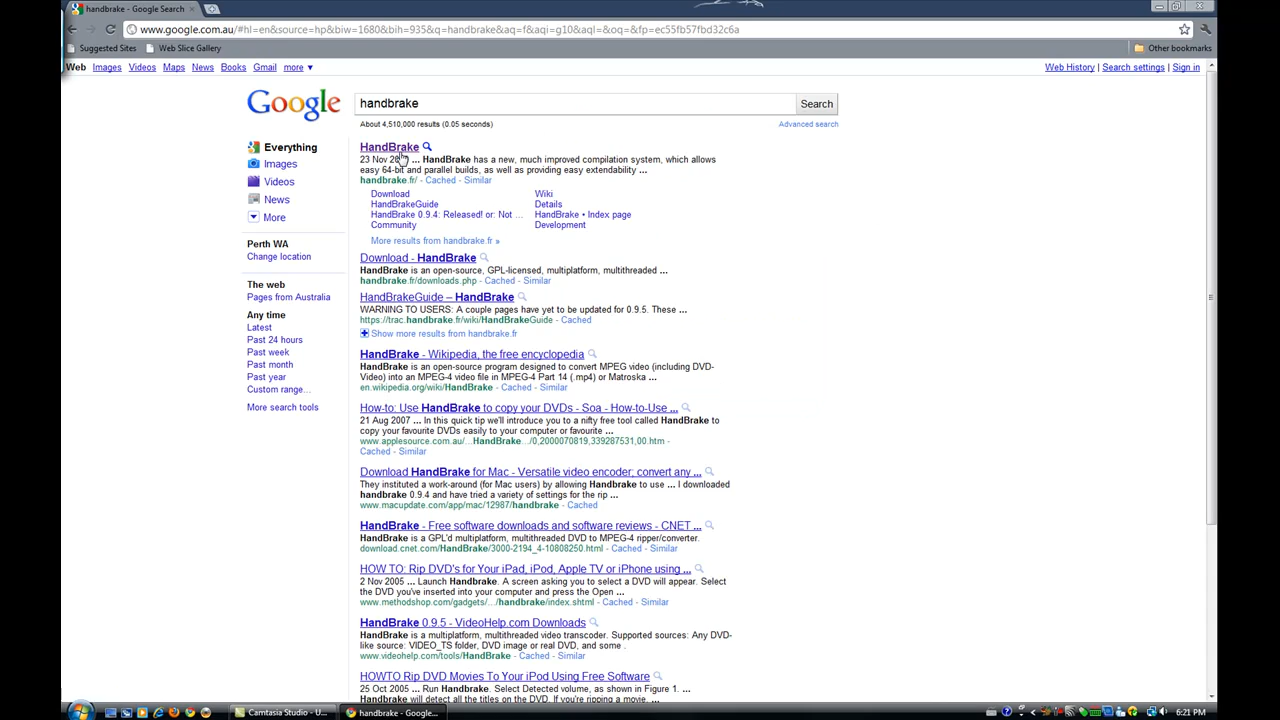 handbrake - Google Search
www.google.com.au/#hl=en&source=hp&biw=1680&bih=935&q=handbrake&aq=f&aqi=g10&aql=&oq=&fp=ec55fb57fbd32c6a
Suggested Sites Web Slice Gallery Other bookmarks
Web Images Videos Maps News Books Gmail more ▼ Web History | Search settings | Sign in
Google handbrake Search
About 4,510,000 results (0.05 seconds) Advanced search
Everything
Images
Videos
News
More
Perth WA
Change location
The web
Pages from Australia
Any time
Latest
Past 24 hours
Past week
Past month
Past year
Custom range...
More search tools
HandBrake
23 Nov ... HandBrake has a new, much improved compilation system, which allows
easy 64-bit and parallel builds, as well as providing easy extendability ...
handbrake.fr/ - Cached - Similar
Download Wiki
HandBrakeGuide Details
HandBrake 0.9.4: Released! or: Not ... HandBrake • Index page
Community Development
More results from handbrake.fr »
Download - HandBrake
HandBrake is an open-source, GPL-licensed, multiplatform, multithreaded ...
handbrake.fr/downloads.php - Cached - Similar
HandBrakeGuide – HandBrake
WARNING TO USERS: A couple pages have yet to be updated for 0.9.5. These ...
https://trac.handbrake.fr/wiki/HandBrakeGuide - Cached
Show more results from handbrake.fr
HandBrake - Wikipedia, the free encyclopedia
HandBrake is an open-source program designed to convert MPEG video (including DVD-
Video) into an MPEG-4 video file in MPEG-4 Part 14 (.mp4) or Matroska ...
en.wikipedia.org/wiki/HandBrake - Cached - Similar
How-to: Use HandBrake to copy your DVDs - Soa - How-to-Use ...
21 Aug 2007 ... In this quick tip we'll introduce you to a nifty free tool called HandBrake to
copy your favourite DVDs easily to your computer or favourite ...
www.applesource.com.au/...HandBrake.../0,2000070819,339287531,00.htm -
Cached - Similar
Download HandBrake for Mac - Versatile video encoder; convert any ...
They instituted a work-around (for Mac users) by allowing Handbrake to use ... I downloaded
handbrake 0.9.4 and have tried a variety of settings for the rip ...
www.macupdate.com/app/mac/12987/handbrake - Cached
HandBrake - Free software downloads and software reviews - CNET ...
HandBrake is a GPL'd multiplatform, multithreaded DVD to MPEG-4 ripper/converter.
download.cnet.com/HandBrake/3000-2194_4-10808250.html - Cached - Similar
HOW TO: Rip DVD's for Your iPad, iPod, Apple TV or iPhone using ...
2 Nov 2005 ... Launch Handbrake. A screen asking you to select a DVD will appear. Select
the DVD you've inserted into your computer and press the Open ...
www.methodshop.com/gadgets/.../handbrake/index.shtml - Cached - Similar
HandBrake 0.9.5 - VideoHelp.com Downloads
HandBrake is a multiplatform, multithreaded video transcoder. Supported sources: Any DVD-
like source: VIDEO_TS folder, DVD image or real DVD, and some .
www.videohelp.com/tools/HandBrake - Cached - Similar
HOWTO Rip DVD Movies To Your iPod Using Free Software
25 Oct 2005 ... Run Handbrake. Select Detected volume, as shown in Figure 1. ...
Handbrake will detect all the titles on the DVD. If you're ripping a movie, ...
Camtasia Studio - U... handbrake - Google... 6:21 PM